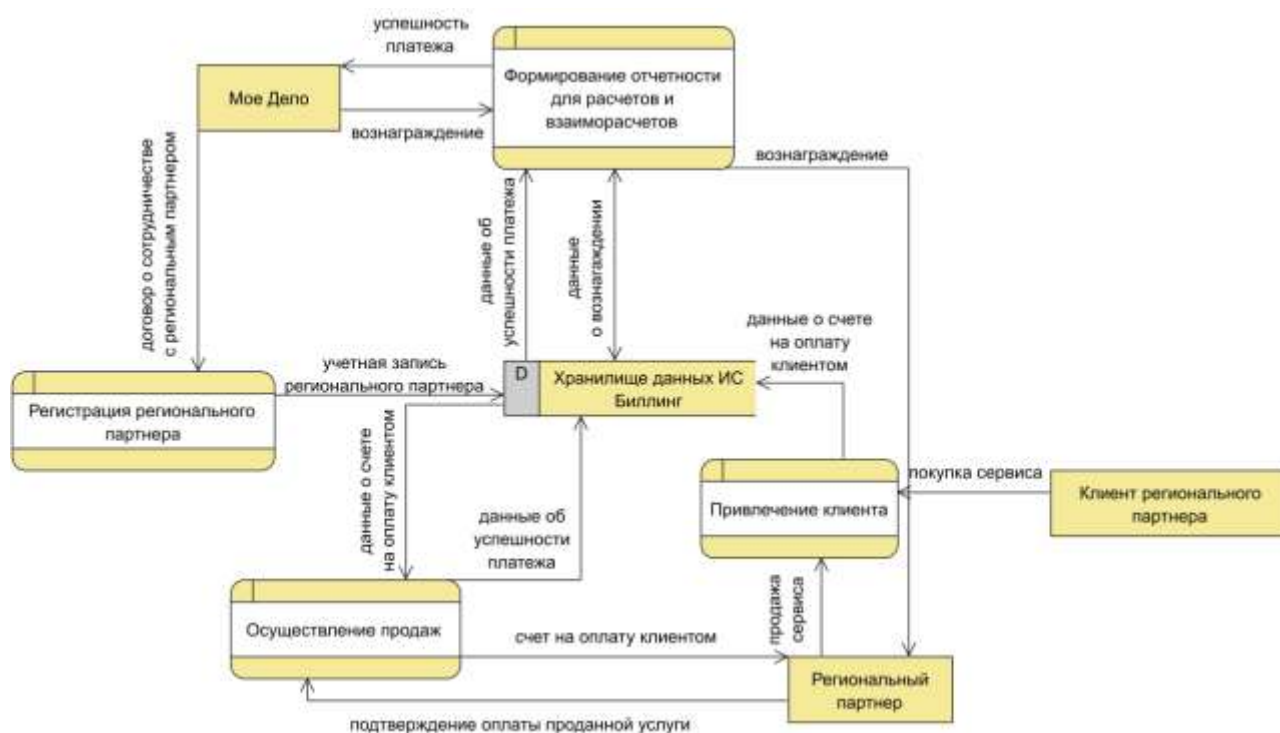 успешность
платежа
Мое Дело
вознаграждение
Формирование отчетности
для расчетов и
взаиморасчетов
вознаграждение
договор о сотрудничестве
с региональным партнером
данные об
успешности платежа
данные
о вознагаждении
данные о счете
на оплату
клиентом
учетная запись
регионального партнера
D
Хранилище данных ИС
Биллинг
Регистрация регионального
партнера
данные о счете
на оплату клиентом
данные об
успешности
платежа
Привлечение клиента
покупка сервиса
Клиент регионального
партнера
Осуществление продаж
счет на оплату клиентом
продажа
сервиса
Региональный
партнер
подтверждение оплаты проданной услуги